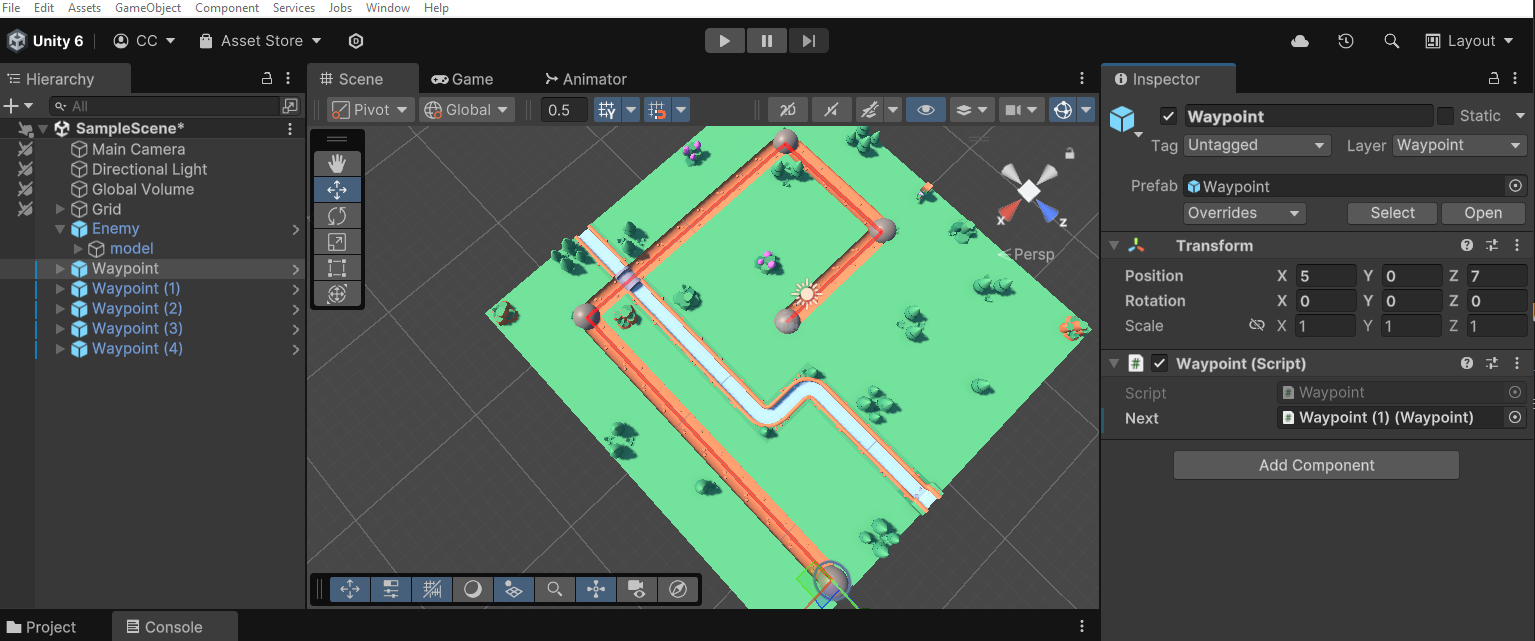 File Edit Assets GameObject Component Services Jobs Window Help
Unity 6 CC Asset Store Layout
Hierarchy
All
SampleScene*
Main Camera
Directional Light
Global Volume
Grid
Enemy
model
Waypoint
Waypoint (1)
Waypoint (2)
Waypoint (3)
Waypoint (4)
Scene Game Animator
Pivot Global 0.5 2D
x z
Persp
Inspector
Waypoint Static
Tag Untagged Layer Waypoint
Prefab Waypoint
Overrides Select Open
Transform
Position X 5 Y 0 Z 7
Rotation X 0 Y 0 Z 0
Scale X 1 Y 1 Z 1
# Waypoint (Script)
Script # Waypoint
Next # Waypoint (1) (Waypoint)
Add Component
Project Console